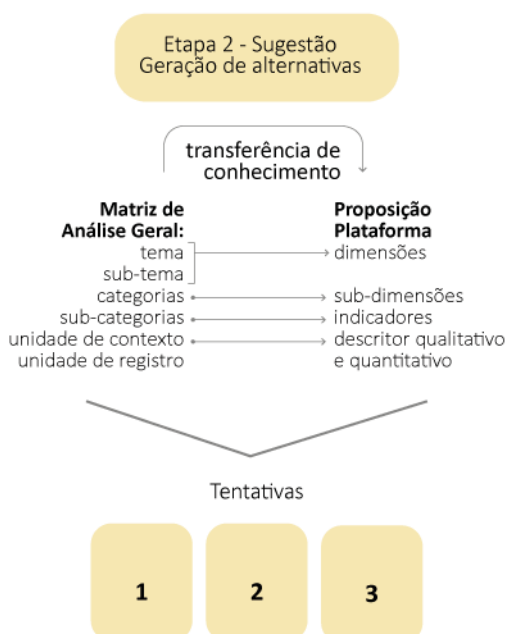 Etapa 2 - Sugestão
Geração de alternativas
transferência de
conhecimento
Matriz de
Análise Geral:
tema
sub-tema
categorias
sub-categorias
unidade de contexto
unidade de registro
Proposição
Plataforma
dimensões
sub-dimensões
indicadores
descritor qualitativo
e quantitativo
Tentativas
1
2
3